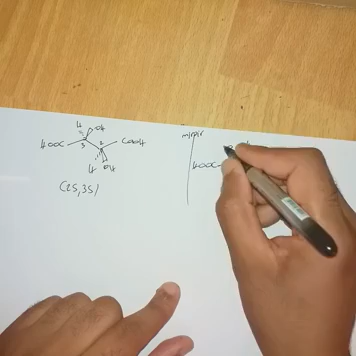 H OH
HOOC 3 2 COOH
H OH
(2S,3S)
mirror
HOOC